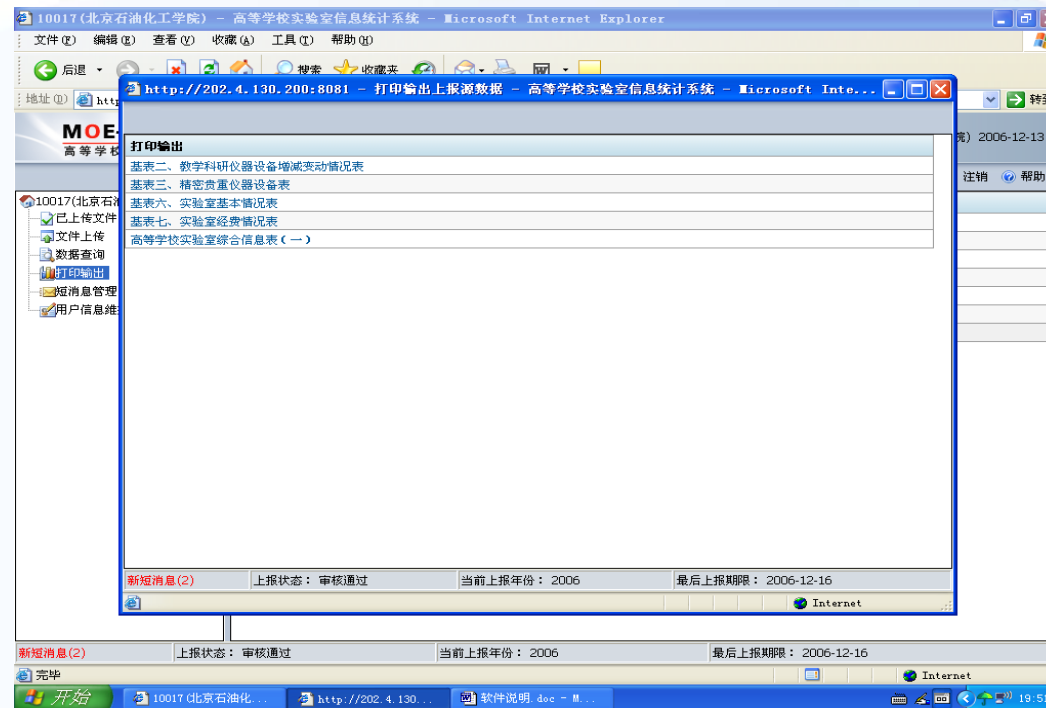 10017(北京石油化工学院) - 高等学校实验室信息统计系统 - Microsoft Internet Explorer
文件(F) 编辑(E) 查看(V) 收藏(A) 工具(T) 帮助(H)
后退 搜索 收藏夹
地址(D) http 转到
http://202.4.130.200:8081 - 打印输出上报源数据 - 高等学校实验室信息统计系统 - Microsoft Inte...
MOE-
高等学校
2006-12-13
注销 帮助
打印输出
基表二、教学科研仪器设备增减变动情况表
基表三、精密贵重仪器设备表
基表六、实验室基本情况表
基表七、实验室经费情况表
高等学校实验室综合信息表(一)
10017(北京石油
已上传文件
文件上传
数据查询
打印输出
短消息管理
用户信息维
新短消息(2) 上报状态: 审核通过 当前上报年份: 2006 最后上报期限: 2006-12-16
Internet
新短消息(2) 上报状态: 审核通过 当前上报年份: 2006 最后上报期限: 2006-12-16
完毕 Internet
开始 10017(北京石油化... http://202.4.130... 软件说明.doc - M... 19:51